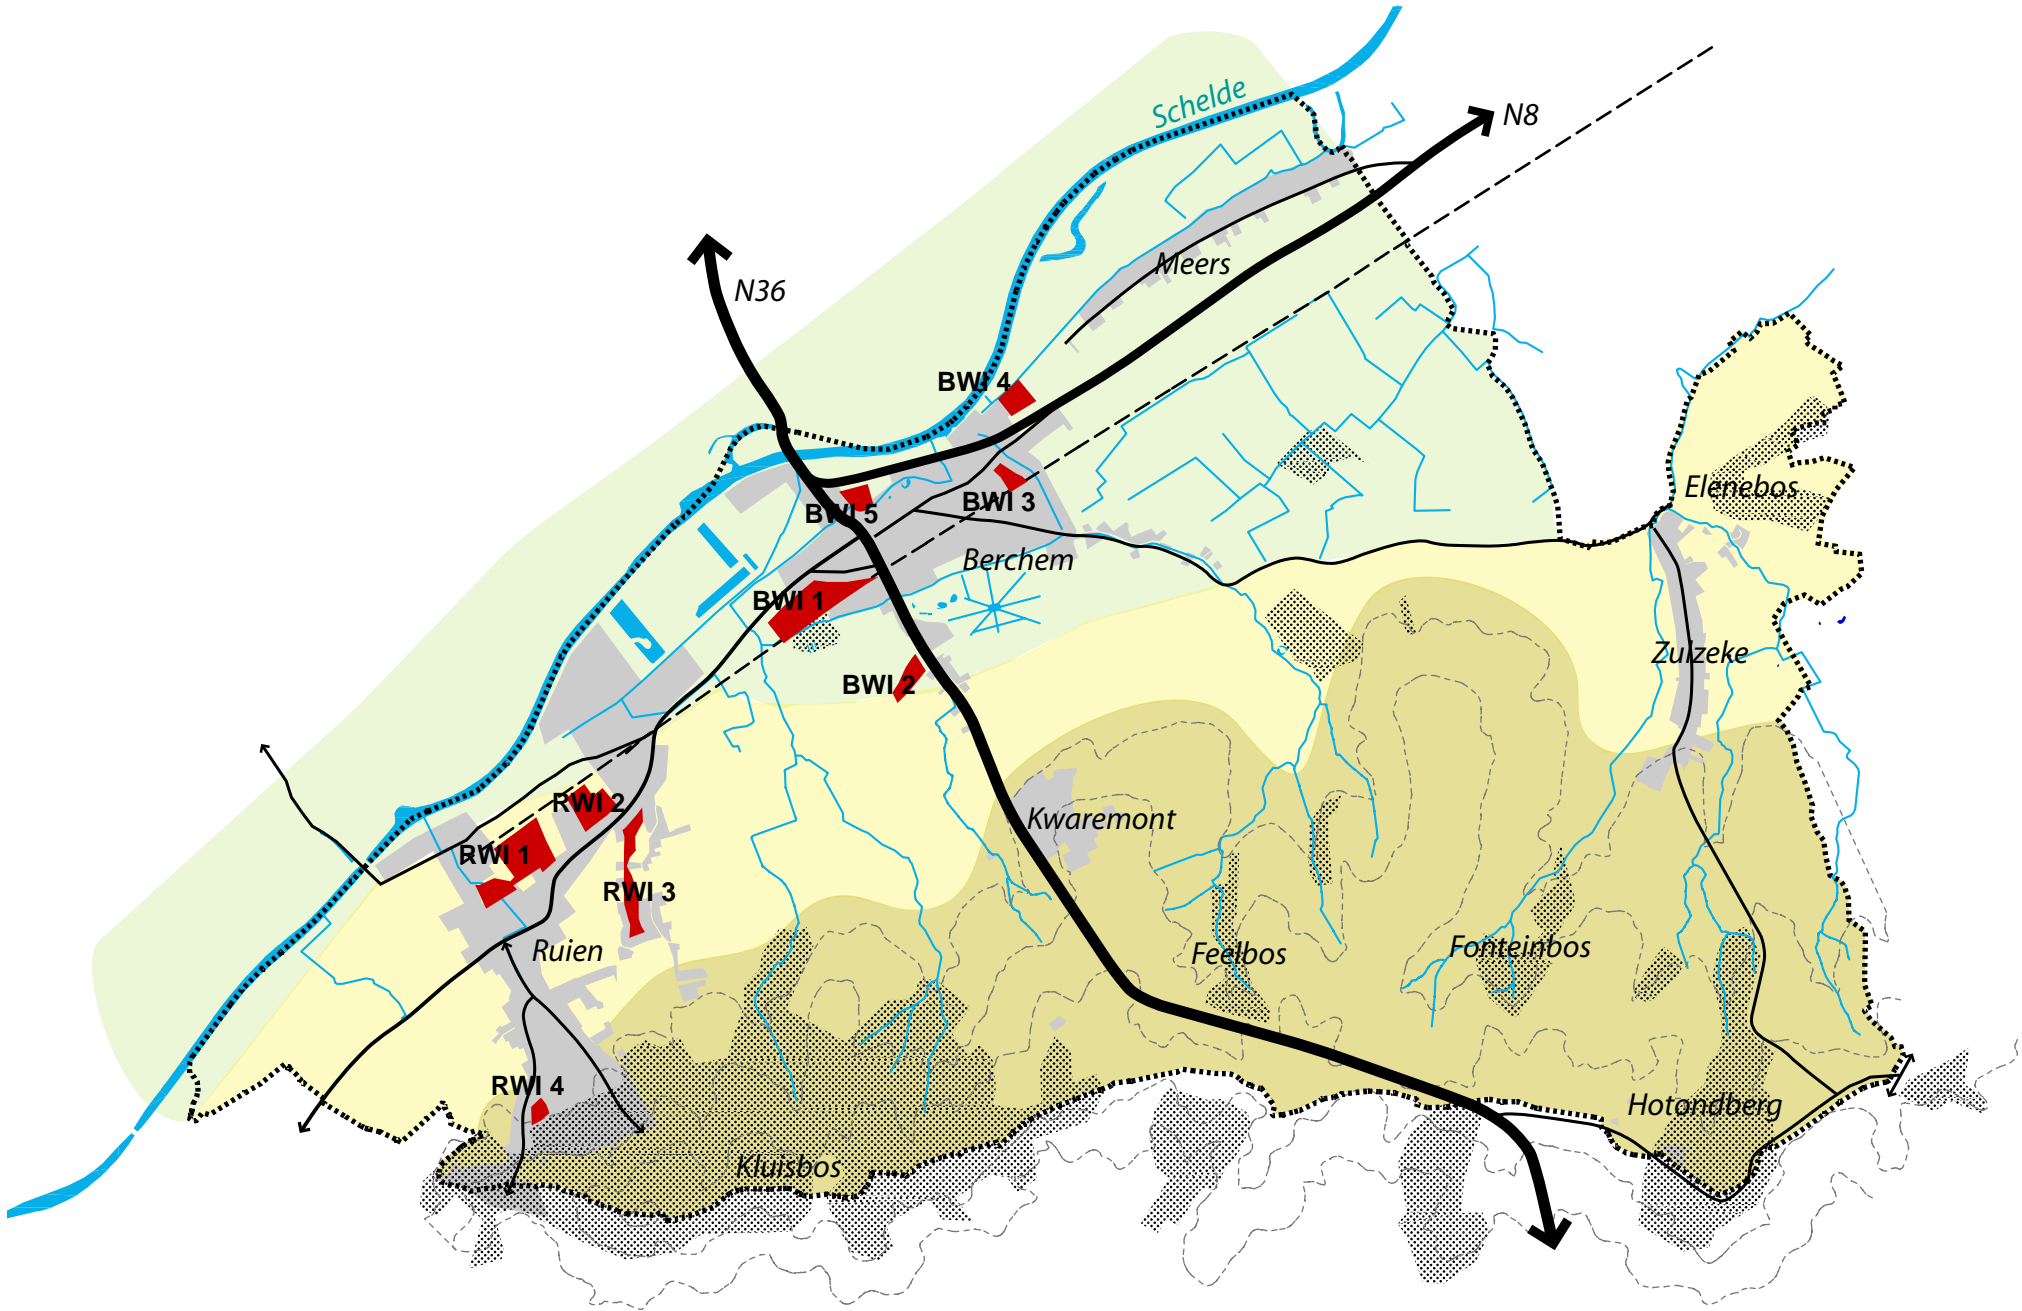 Schelde
N8
N36
Meers
BWI 4
BWI 3
BWI 5
Elenebos
Berchem
BWI 1
Zulzeke
BWI 2
RWI 2
Kwaremont
RWI 1
RWI 3
Ruien
Feelbos
Fonteinbos
RWI 4
Hotondberg
Kluisbos